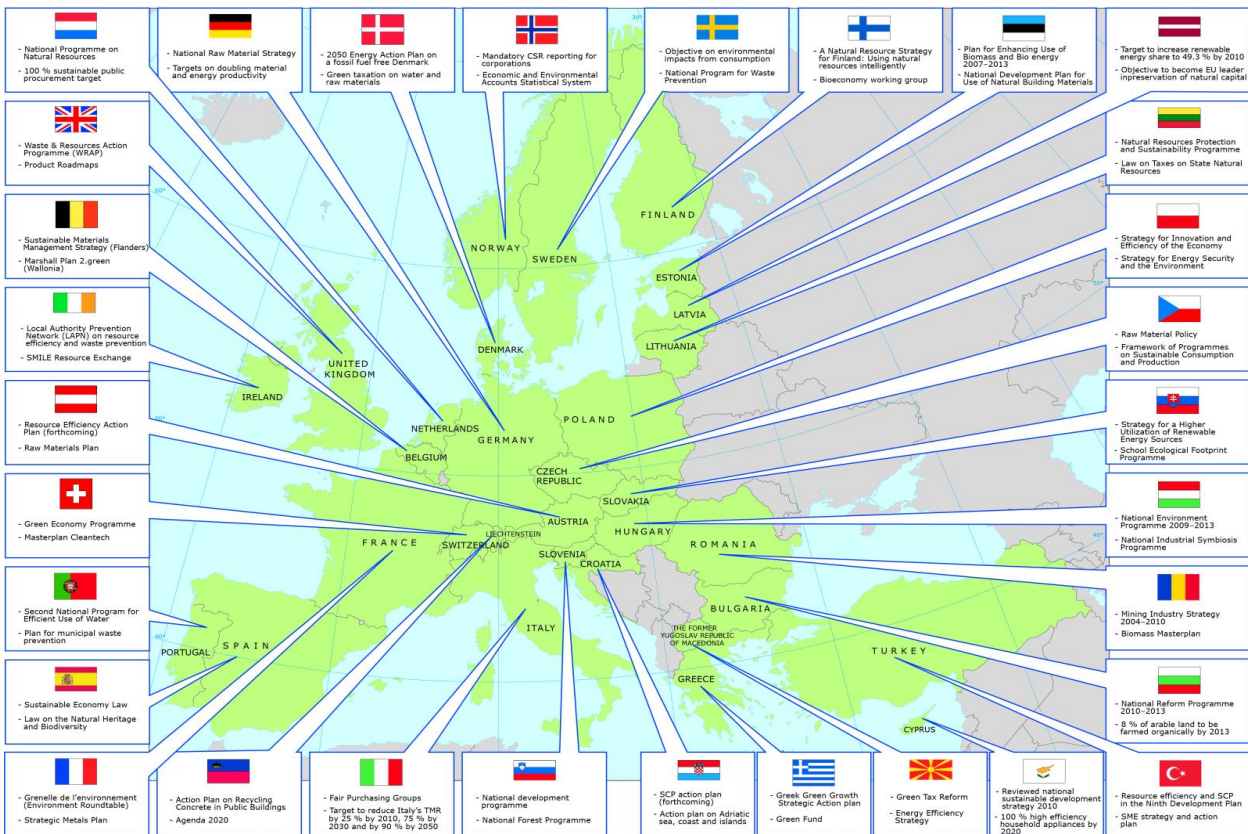 - National Programme on
Natural Resources
- 100 % sustainable public
procurement target
- National Raw Material Strategy
- Targets on doubling material
and energy productivity
- 2050 Energy Action Plan on
a fossil fuel free Denmark
- Green taxation on water and
raw materials
- Mandatory CSR reporting for
corporations
- Economic and Environmental
Accounts Statistical System
- Objective on environmental
impacts from consumption
- National Program for Waste
Prevention
- A Natural Resource Strategy
for Finland: Using natural
resources intelligently
- Bioeconomy working group
- Plan for Enhancing Use of
Biomass and Bio energy
2007–2013
- National Development Plan for
Use of Natural Building Materials
- Target to increase renewable
energy share to 49.3 % by 2010
- Objective to become EU leader
inpreservation of natural capital
- Waste & Resources Action
Programme (WRAP)
- Product Roadmaps
- Natural Resources Protection
and Sustainability Programme
- Law on Taxes on State Natural
Resources
- Sustainable Materials
Management Strategy (Flanders)
- Marshall Plan 2.green
(Wallonia)
- Strategy for Innovation and
Efficiency of the Economy
- Strategy for Energy Security
and the Environment
- Local Authority Prevention
Network (LAPN) on resource
efficiency and waste prevention
- SMILE Resource Exchange
- Raw Material Policy
- Framework of Programmes
on Sustainable Consumption
and Production
- Resource Efficiency Action
Plan (forthcoming)
- Raw Materials Plan
- Strategy for a Higher
Utilization of Renewable
Energy Sources
- School Ecological Footprint
Programme
- Green Economy Programme
- Masterplan Cleantech
- National Environment
Programme 2009–2013
- National Industrial Symbiosis
Programme
- Second National Program for
Efficient Use of Water
- Plan for municipal waste
prevention
- Mining Industry Strategy
2004–2010
- Biomass Masterplan
- Sustainable Economy Law
- Law on the Natural Heritage
and Biodiversity
- National Reform Programme
2010–2013
- 8 % of arable land to be
farmed organically by 2013
- Grenelle de l'environnement
(Environment Roundtable)
- Strategic Metals Plan
- Action Plan on Recycling
Concrete in Public Buildings
- Agenda 2020
- Fair Purchasing Groups
- Target to reduce Italy's TMR
by 25 % by 2010, 75 % by
2030 and by 90 % by 2050
- National development
programme
- National Forest Programme
- SCP action plan
(forthcoming)
- Action plan on Adriatic
sea, coast and islands
- Greek Green Growth
Strategic Action plan
- Green Fund
- Green Tax Reform
- Energy Efficiency
Strategy
- Reviewed national
sustainable development
strategy 2010
- 100 % high efficiency
household appliances by
2020
- Resource efficiency and SCP
in the Ninth Development Plan
- SME strategy and action
plan
FINLAND
NORWAY
SWEDEN
ESTONIA
LATVIA
LITHUANIA
DENMARK
UNITED
KINGDOM
IRELAND
NETHERLANDS
POLAND
GERMANY
BELGIUM
CZECH
REPUBLIC
SLOVAKIA
AUSTRIA
LIECHTENSTEIN
HUNGARY
FRANCE
SWITZERLAND
ROMANIA
SLOVENIA
CROATIA
BULGARIA
ITALY
THE FORMER
YUGOSLAV REPUBLIC
OF MACEDONIA
SPAIN
PORTUGAL
TURKEY
GREECE
CYPRUS
30°
60°
50°
50°
40°
40°